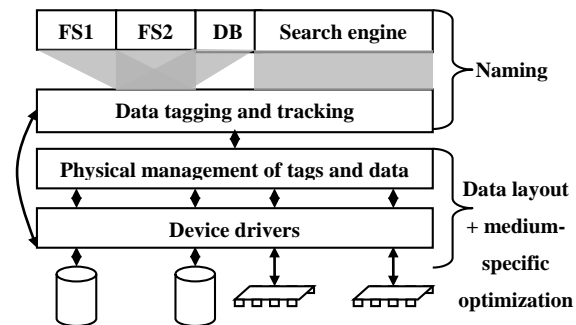 FS1 FS2 DB Search engine
Naming
Data tagging and tracking
Physical management of tags and data
Device drivers
Data layout
+ medium-
specific
optimization